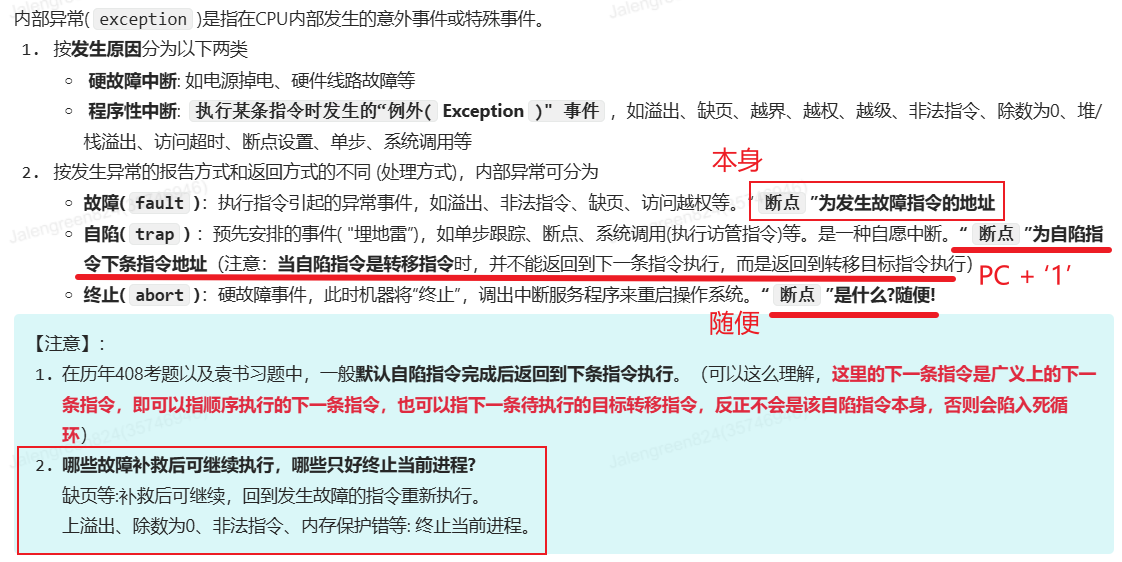 内部异常( exception )是指在CPU内部发生的意外事件或特殊事件。
1. 按发生原因分为以下两类
硬故障中断: 如电源掉电、硬件线路故障等
程序性中断: 执行某条指令时发生的“例外( Exception )" 事件 ，如溢出、缺页、越界、越权、越级、非法指令、除数为0、堆/
栈溢出、访问超时、断点设置、单步、系统调用等
2. 按发生异常的报告方式和返回方式的不同 (处理方式)，内部异常可分为
本身
故障( fault )：执行指令引起的异常事件，如溢出、非法指令、缺页、访问越权等。“ 断点 ”为发生故障指令的地址
自陷( trap ) ：预先安排的事件( "埋地雷”)，如单步跟踪、断点、系统调用(执行访管指令)等。是一种自愿中断。“ 断点 ”为自陷指
令下条指令地址（注意：当自陷指令是转移指令时，并不能返回到下一条指令执行，而是返回到转移目标指令执行）
PC + ‘1’
终止( abort )：硬故障事件，此时机器将“终止”，调出中断服务程序来重启操作系统。“ 断点 ”是什么?随便!
随便
【注意】：
1. 在历年408考题以及袁书习题中，一般默认自陷指令完成后返回到下条指令执行。（可以这么理解，这里的下一条指令是广义上的下一
条指令，即可以指顺序执行的下一条指令，也可以指下一条待执行的目标转移指令，反正不会是该自陷指令本身，否则会陷入死循
环）
2. 哪些故障补救后可继续执行，哪些只好终止当前进程?
缺页等:补救后可继续，回到发生故障的指令重新执行。
上溢出、除数为0、非法指令、内存保护错等: 终止当前进程。